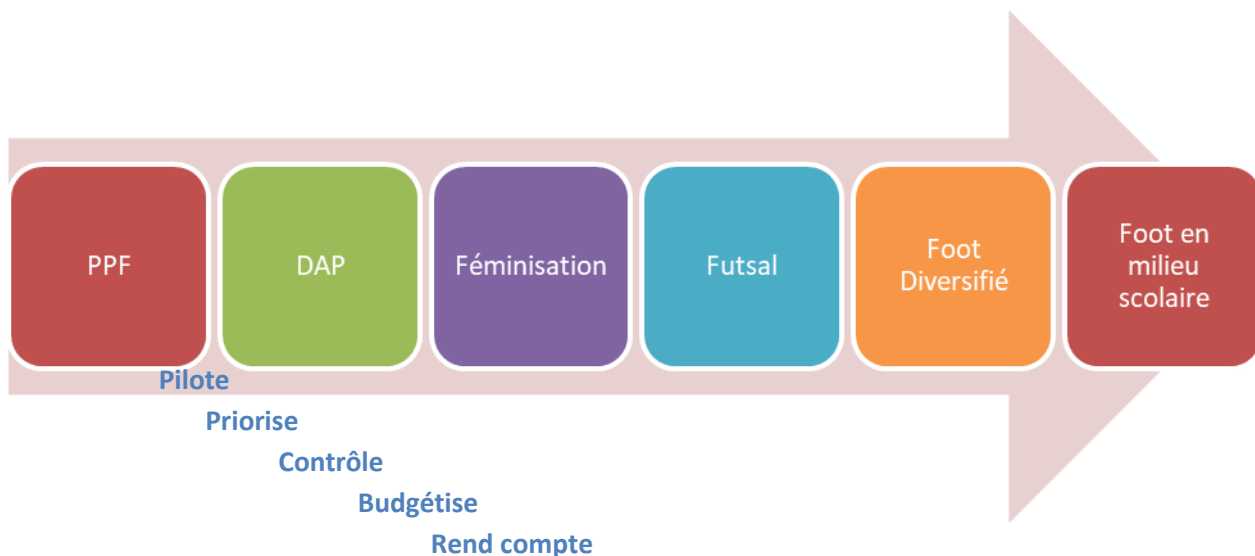 PPF
DAP
Féminisation
Futsal
Foot
Diversifié
Foot en
milieu
scolaire
Pilote
Priorise
Contrôle
Budgétise
Rend compte